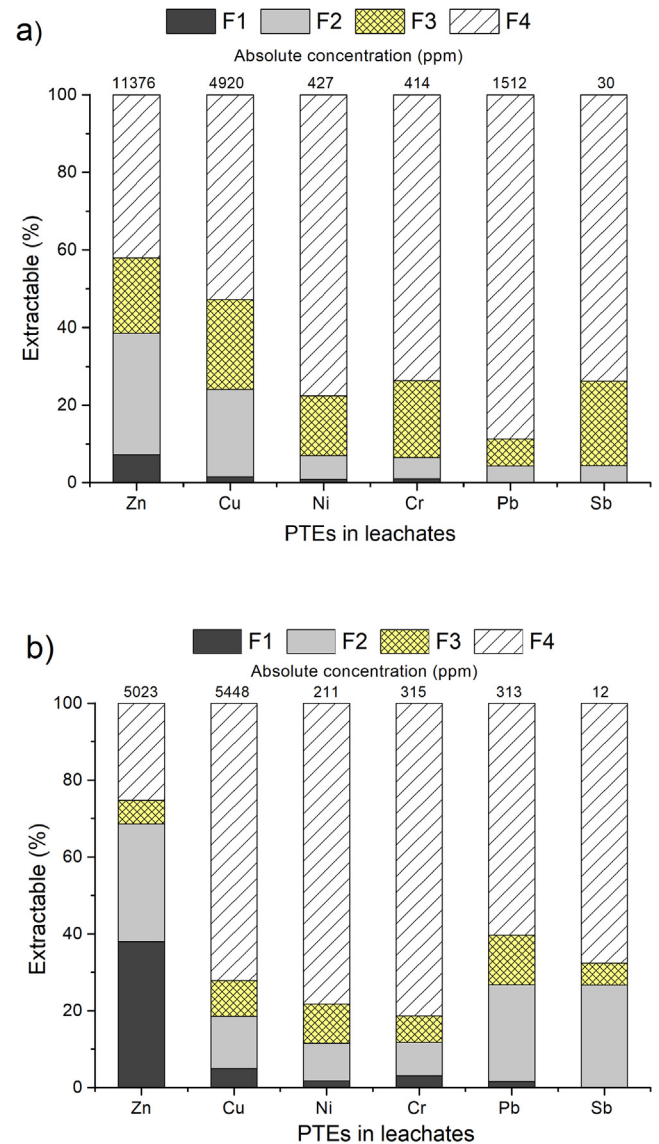 a)
F1 F2 F3 F4
Absolute concentration (ppm)
11376 4920 427 414 1512 30
100
80
60
40
20
0
Extractable (%)
Zn Cu Ni Cr Pb Sb
PTEs in leachates
b)
F1 F2 F3 F4
Absolute concentration (ppm)
5023 5448 211 315 313 12
100
80
60
40
20
0
Extractable (%)
Zn Cu Ni Cr Pb Sb
PTEs in leachates